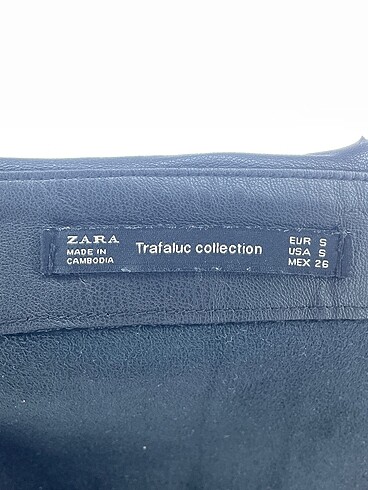 ZARA
MADE IN
CAMBODIA
Trafaluc collection
EUR S
USA S
MEX 26